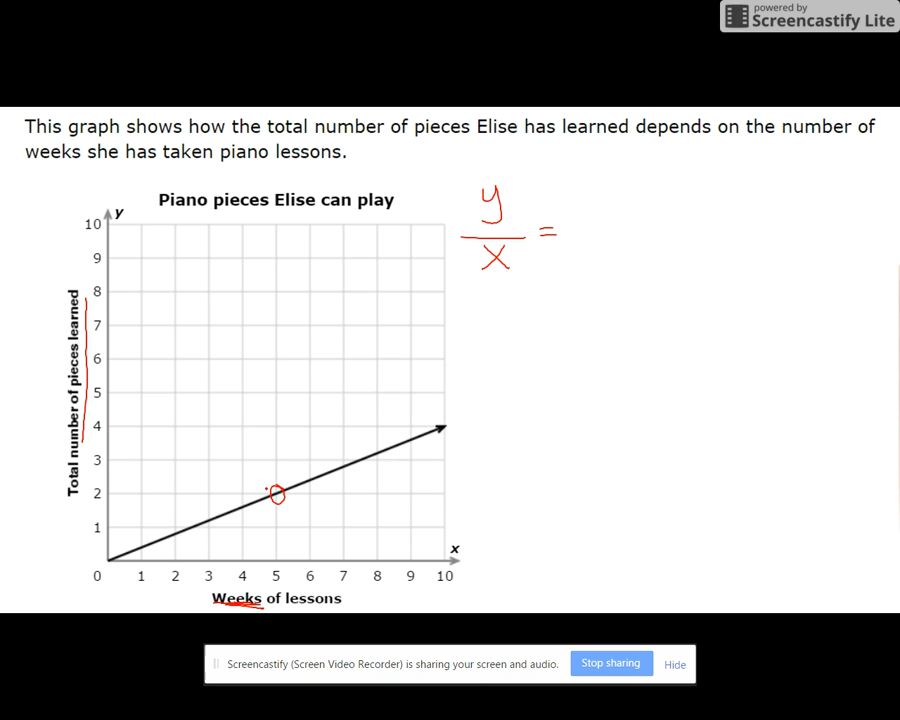 powered by
Screencastify Lite
This graph shows how the total number of pieces Elise has learned depends on the number of
weeks she has taken piano lessons.
Piano pieces Elise can play
y
10
9
8
7
6
5
4
3
2
1
0 1 2 3 4 5 6 7 8 9 10
x
Total number of pieces learned
Weeks of lessons
y
x =
Screencastify (Screen Video Recorder) is sharing your screen and audio. Stop sharing Hide